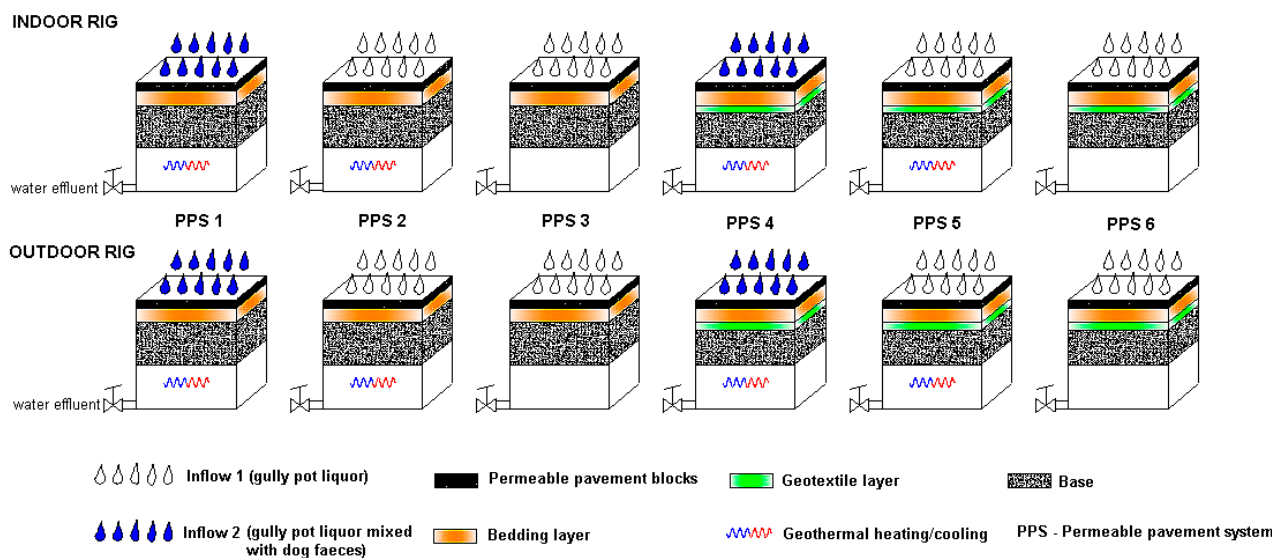 INDOOR RIG
water effluent
PPS 1 PPS 2 PPS 3 PPS 4 PPS 5 PPS 6
OUTDOOR RIG
water effluent
Inflow 1 (gully pot liquor) Permeable pavement blocks Geotextile layer Base
Inflow 2 (gully pot liquor mixed Bedding layer Geothermal heating/cooling PPS - Permeable pavement system
with dog faeces)